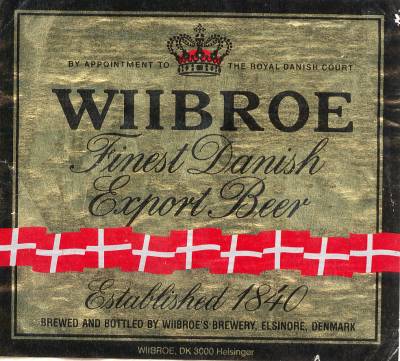 BY APPOINTMENT TO THE ROYAL DANISH COURT
WIIBROE
Finest Danish
Export Beer
Established 1840
BREWED AND BOTTLED BY WIIBROE'S BREWERY, ELSINORE, DENMARK
WIIBROE, DK 3000 Helsingør